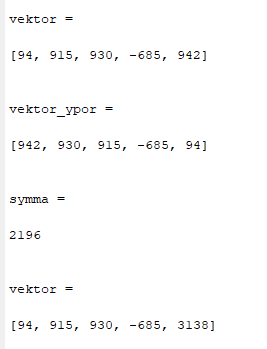 vektor =
[94, 915, 930, -685, 942]
vektor_ypor =
[942, 930, 915, -685, 94]
symma =
2196
vektor =
[94, 915, 930, -685, 3138]